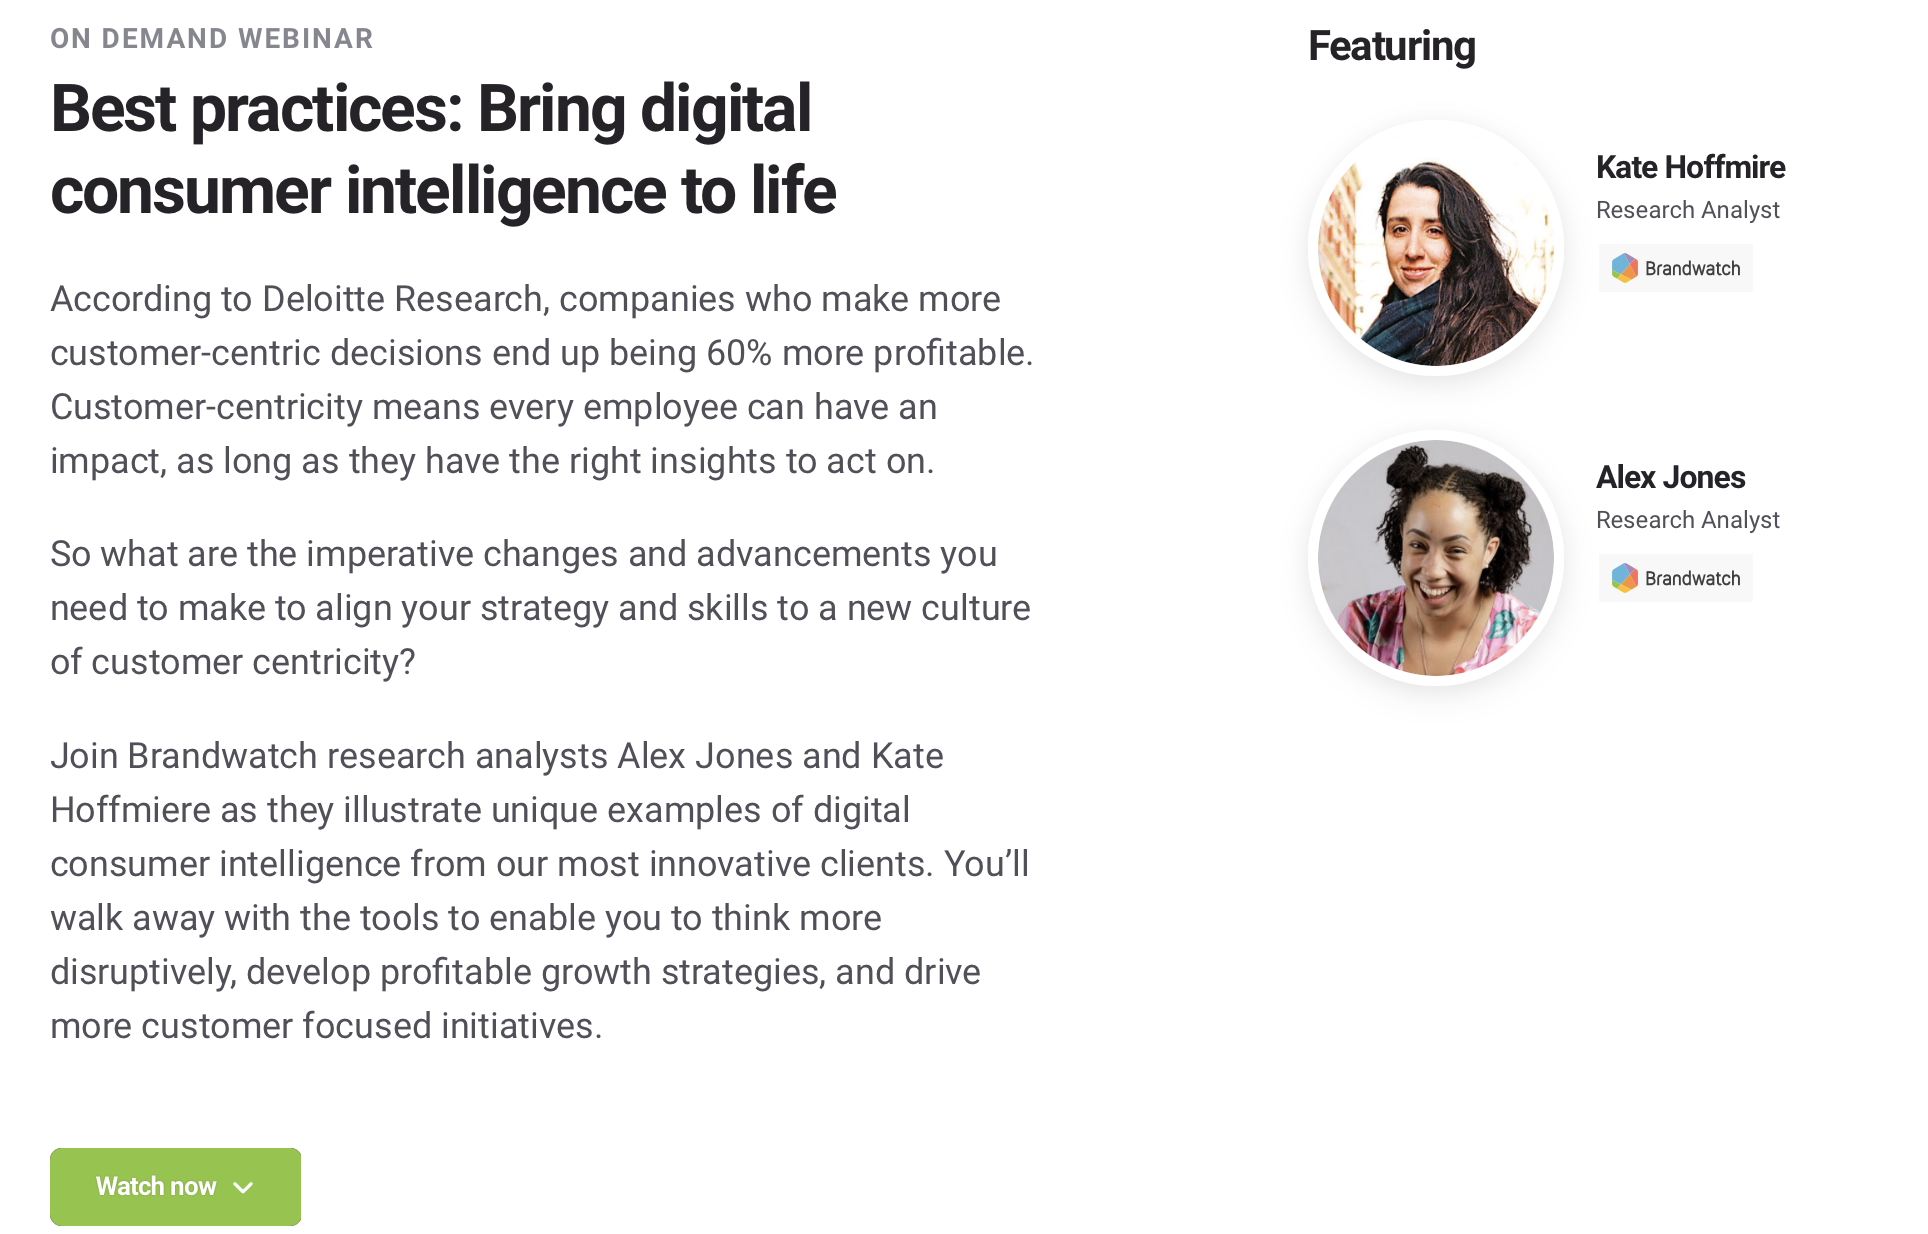 ON DEMAND WEBINAR
Best practices: Bring digital
consumer intelligence to life
According to Deloitte Research, companies who make more
customer-centric decisions end up being 60% more profitable.
Customer-centricity means every employee can have an
impact, as long as they have the right insights to act on.
So what are the imperative changes and advancements you
need to make to align your strategy and skills to a new culture
of customer centricity?
Join Brandwatch research analysts Alex Jones and Kate
Hoffmiere as they illustrate unique examples of digital
consumer intelligence from our most innovative clients. You’ll
walk away with the tools to enable you to think more
disruptively, develop profitable growth strategies, and drive
more customer focused initiatives.
Watch now
Featuring
Kate Hoffmire
Research Analyst
Brandwatch
Alex Jones
Research Analyst
Brandwatch